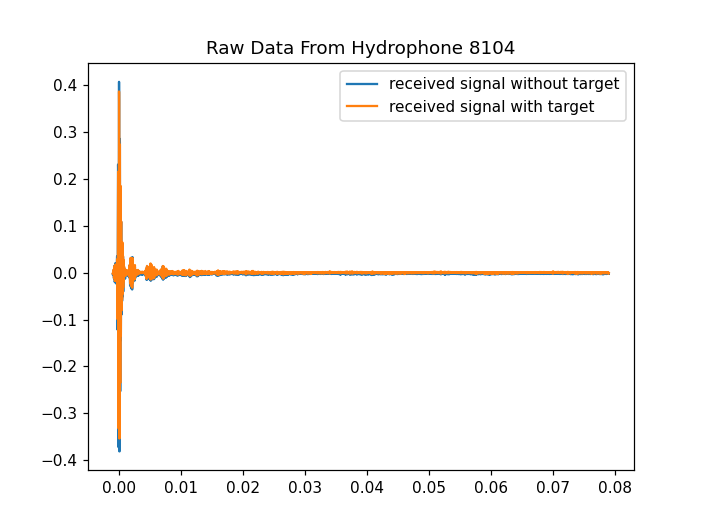 Raw Data From Hydrophone 8104
received signal without target
received signal with target
0.4
0.3
0.2
0.1
0.0
−0.1
−0.2
−0.3
−0.4
0.00 0.01 0.02 0.03 0.04 0.05 0.06 0.07 0.08